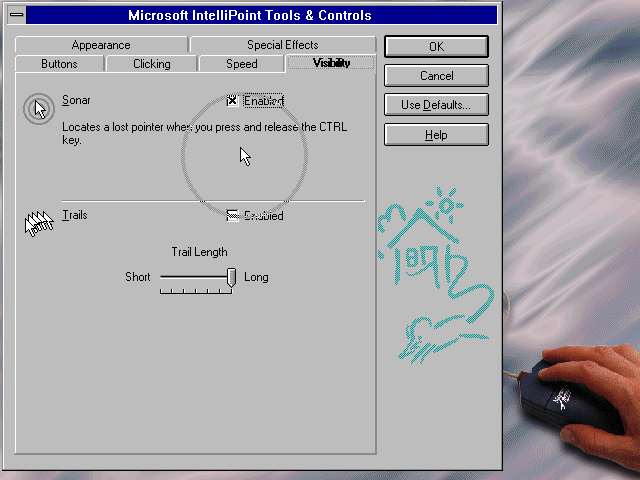 Microsoft IntelliPoint Tools & Controls
Appearance
Special Effects
Buttons
Clicking
Speed
Visibility
OK
Cancel
Use Defaults...
Help
Sonar
Enabled
Locates a lost pointer when you press and release the CTRL
key.
Trails
Enabled
Trail Length
Short
Long